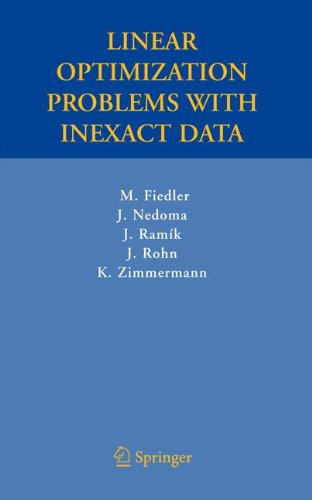 LINEAR
OPTIMIZATION
PROBLEMS WITH
INEXACT DATA
M. Fiedler
J. Nedoma
J. Ramík
J. Rohn
K. Zimmermann
Springer